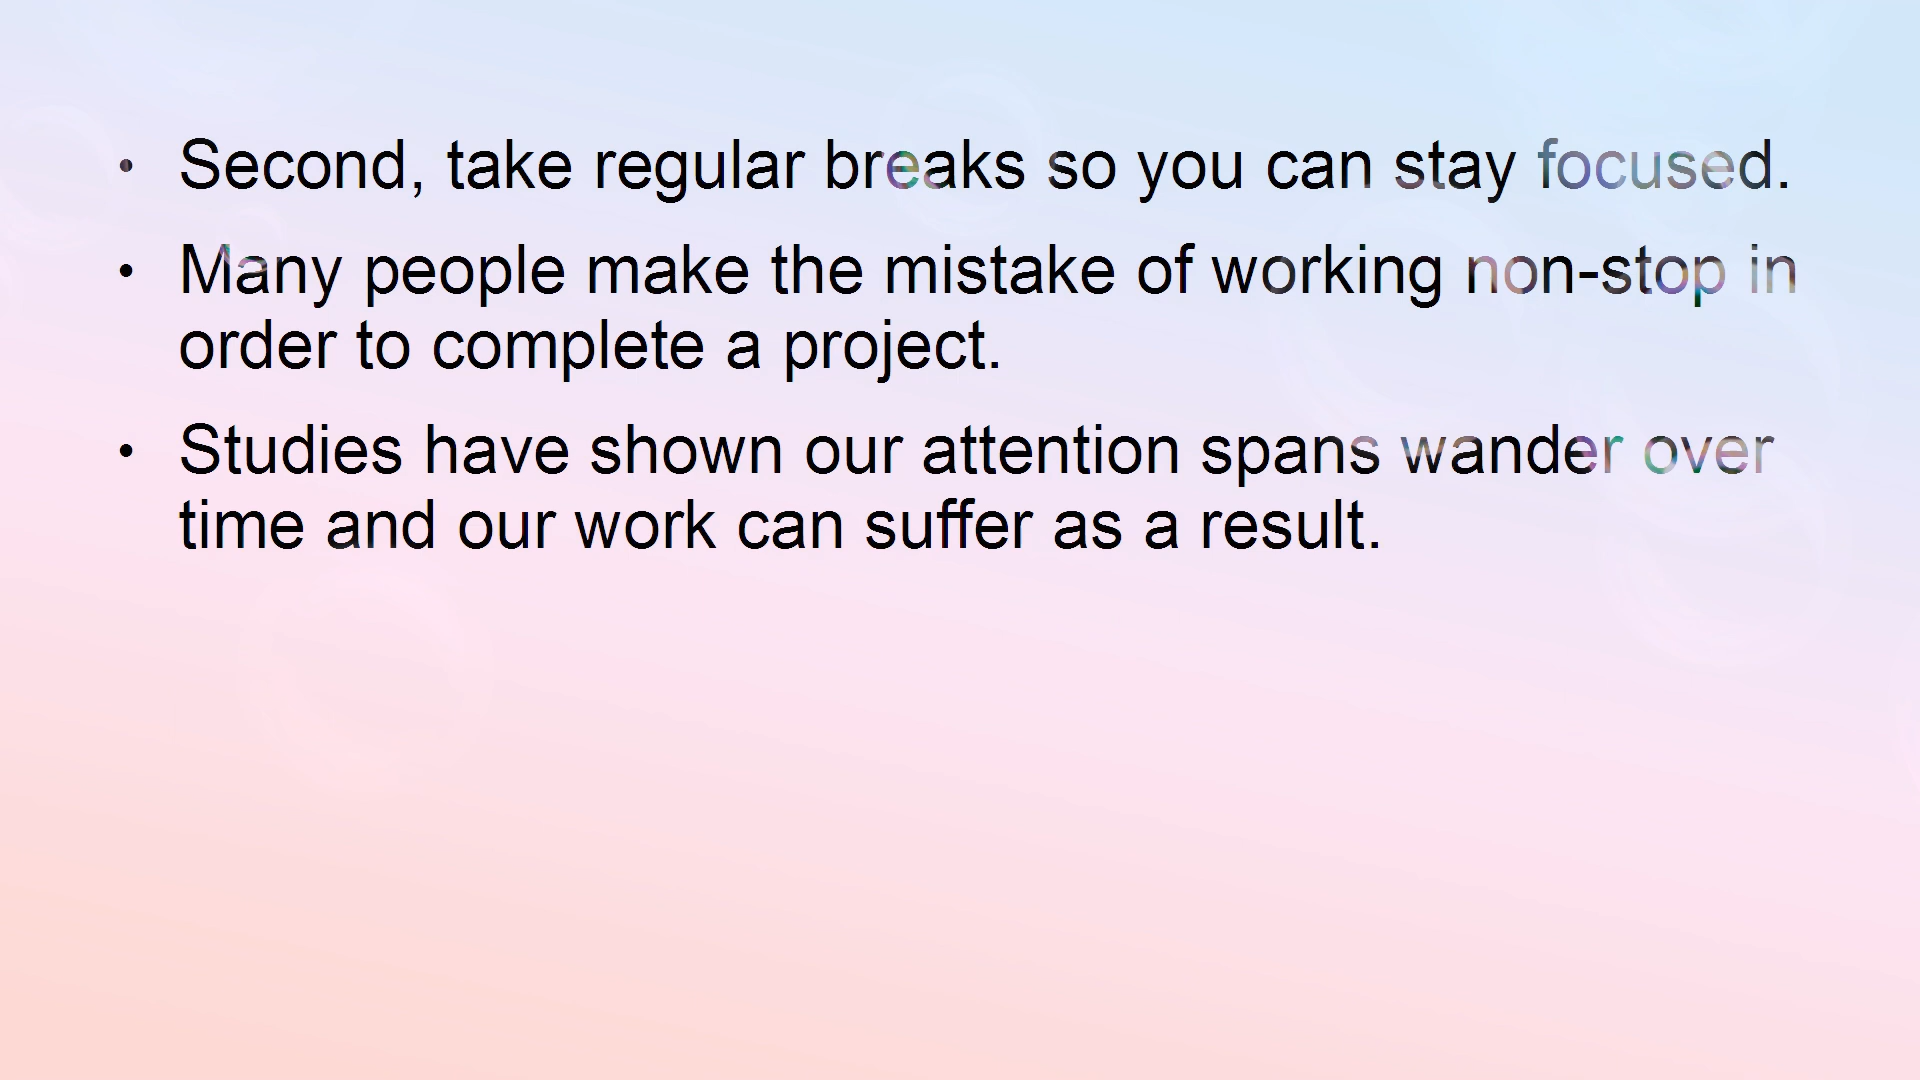 • Second, take regular breaks so you can stay focused.
• Many people make the mistake of working non-stop in
order to complete a project.
• Studies have shown our attention spans wander over
time and our work can suffer as a result.